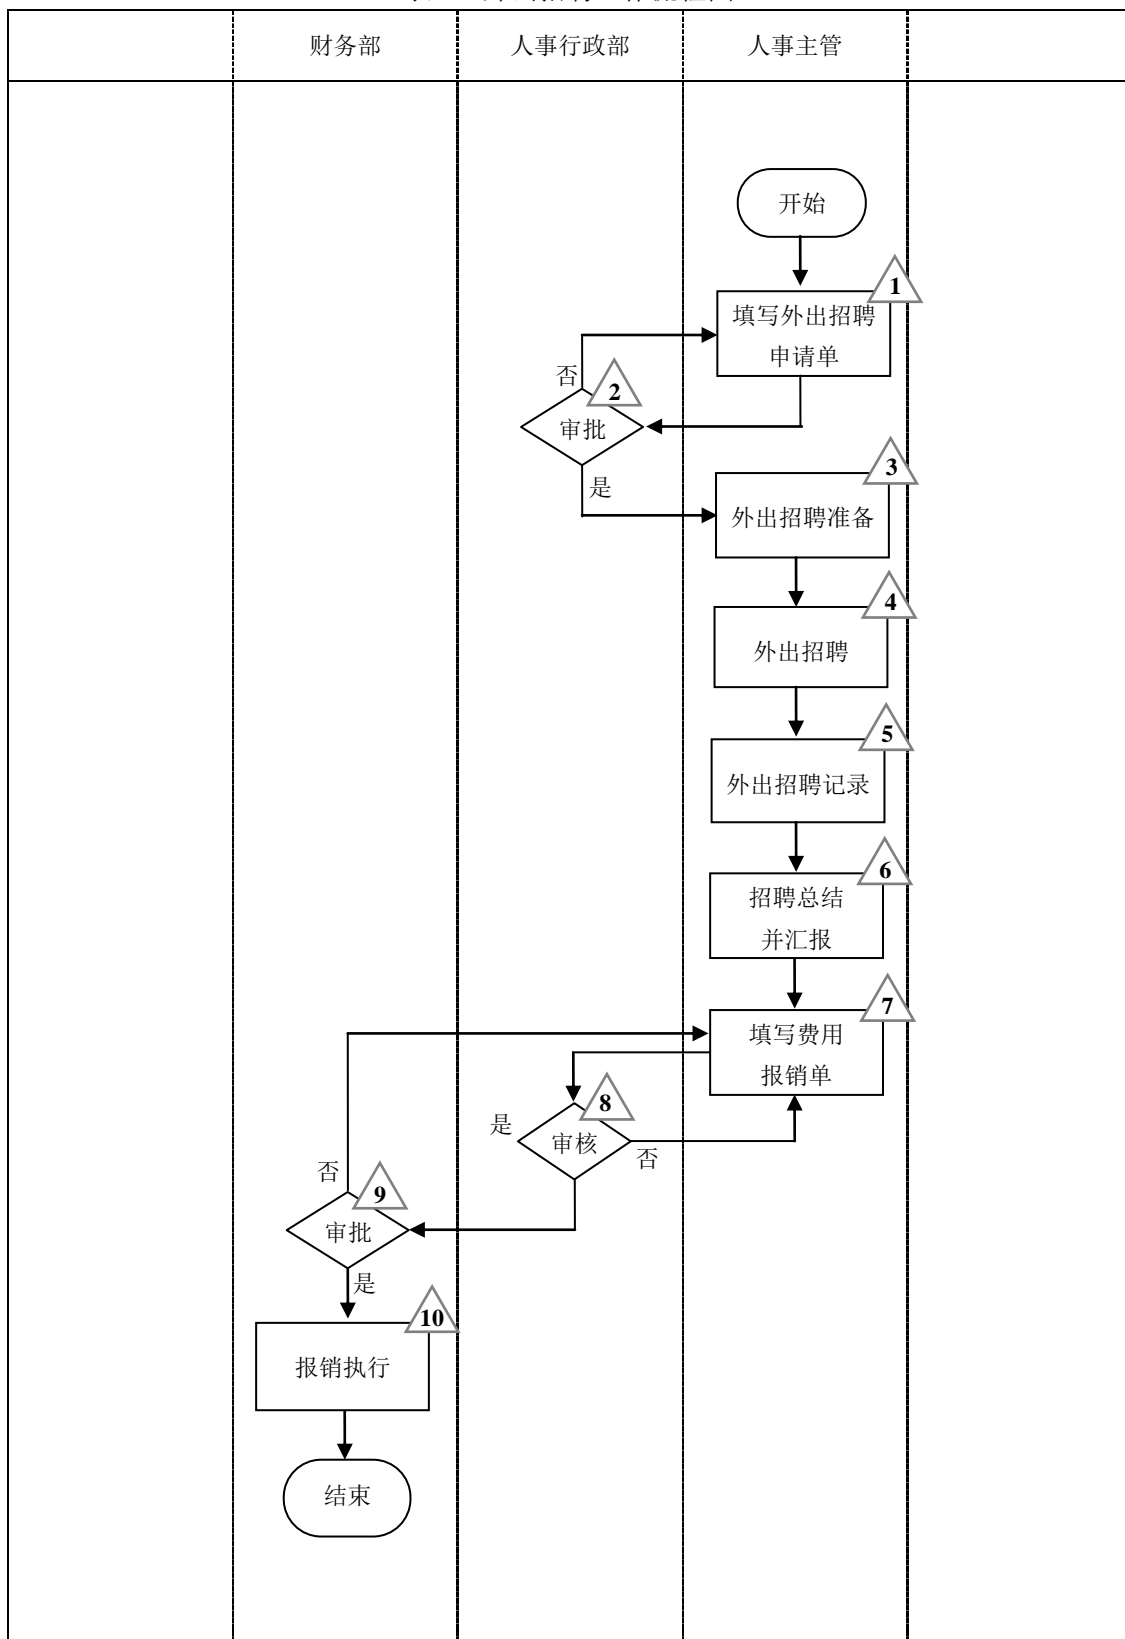 财务部
人事行政部
人事主管
开始
1
填写外出招聘
申请单
否
2
审批
是
3
外出招聘准备
4
外出招聘
5
外出招聘记录
6
招聘总结
并汇报
7
填写费用
报销单
8
是
审核
否
否
9
审批
是
10
报销执行
结束